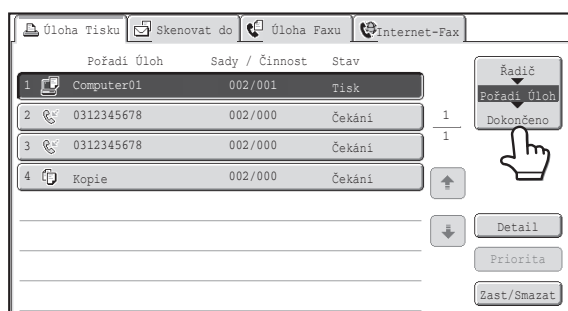 Úloha Tisku Skenovat do Úloha Faxu Internet-Fax
Pořadí Úloh Sady / Činnost Stav
1 Computer01 002/001 Tisk
2 0312345678 002/000 Čekání
3 0312345678 002/000 Čekání
4 Kopie 002/000 Čekání
1
1
Řadič
Pořadí Úloh
Dokončeno
Detail
Priorita
Zast/Smazat